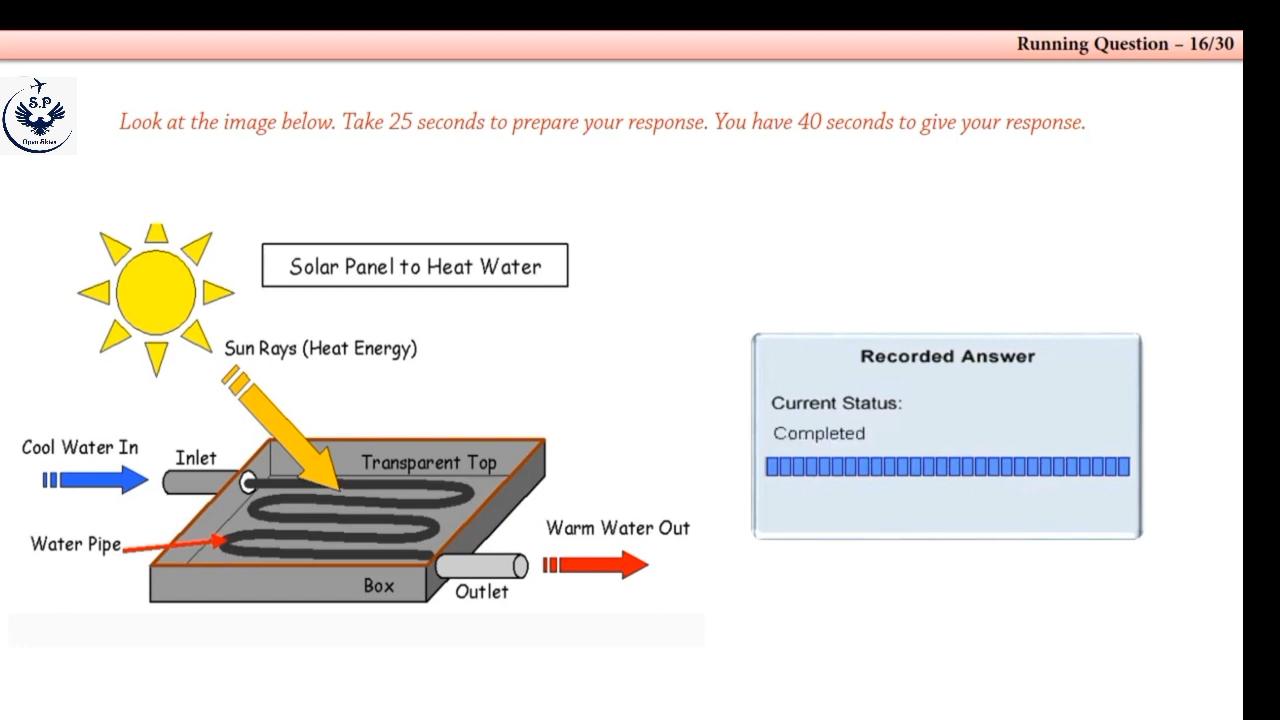 Running Question – 16/30
S.P
Open Skies
Look at the image below. Take 25 seconds to prepare your response. You have 40 seconds to give your response.
Solar Panel to Heat Water
Sun Rays (Heat Energy)
Cool Water In
Inlet
Transparent Top
Water Pipe
Box
Outlet
Warm Water Out
Recorded Answer
Current Status:
Completed